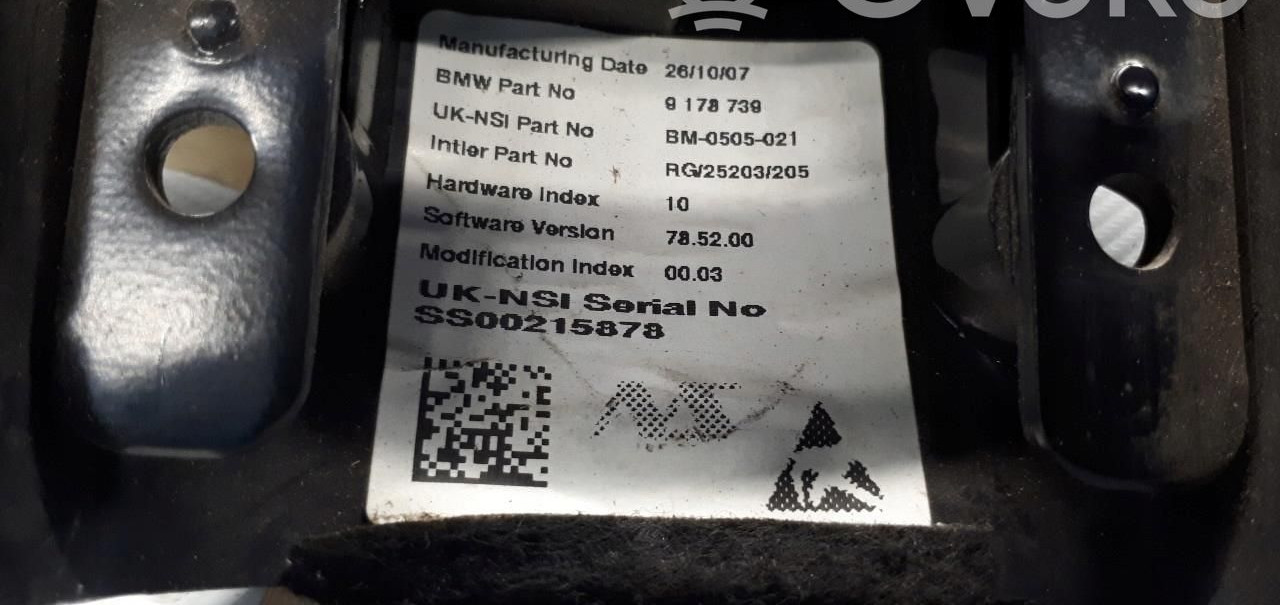 Manufacturing Date 26/10/07
BMW Part No 9 178 739
UK-NSI Part No BM-0505-021
Intier Part No RG/25203/205
Hardware Index 10
Software Version 78.52.00
Modification Index 00.03
UK-NSI Serial No
SS00215878